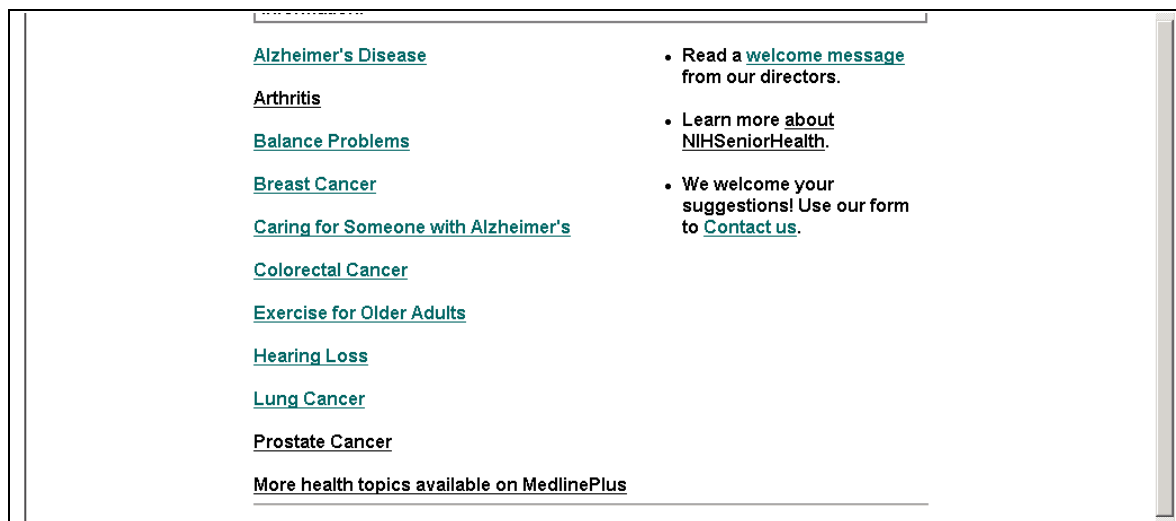 Alzheimer's Disease
Arthritis
Balance Problems
Breast Cancer
Caring for Someone with Alzheimer's
Colorectal Cancer
Exercise for Older Adults
Hearing Loss
Lung Cancer
Prostate Cancer
More health topics available on MedlinePlus
• Read a welcome message
from our directors.
• Learn more about
NIHSeniorHealth.
• We welcome your
suggestions! Use our form
to Contact us.